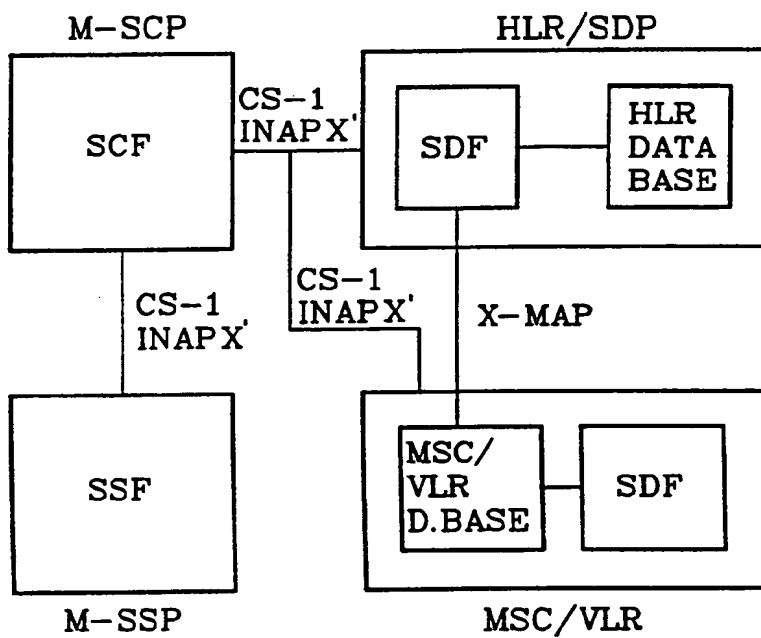 M-SCP
HLR/SDP
SCF
CS-1
INAPX'
SDF
HLR
DATA
BASE
CS-1
INAPX'
CS-1
INAPX'
X-MAP
SSF
MSC/
VLR
D.BASE
SDF
M-SSP
MSC/VLR